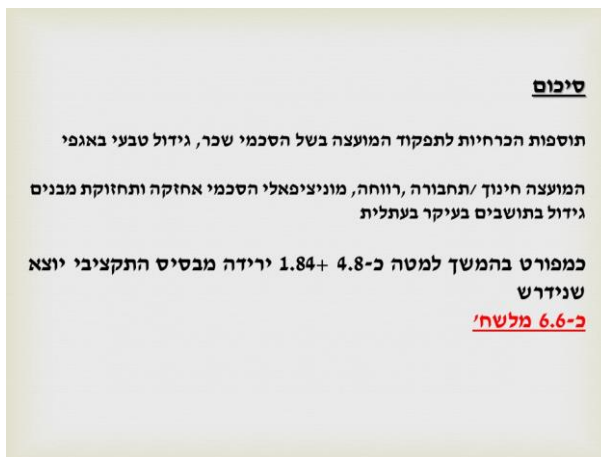 סיכום
תוספות הכרחיות לתפקוד המועצה בשל הסכמי שכר, גידול טבעי באגפי
המועצה חינוך /תחבורה ,רווחה, מוניציפאלי הסכמי אחזקה ותחזוקת מבנים
גידול בתושבים בעיקר בעתלית
כמפורט בהמשך למטה כ-4.8 +1.84 ירידה מבסיס התקציבי יוצא
שנידרש
כ-6.6 מלשח'